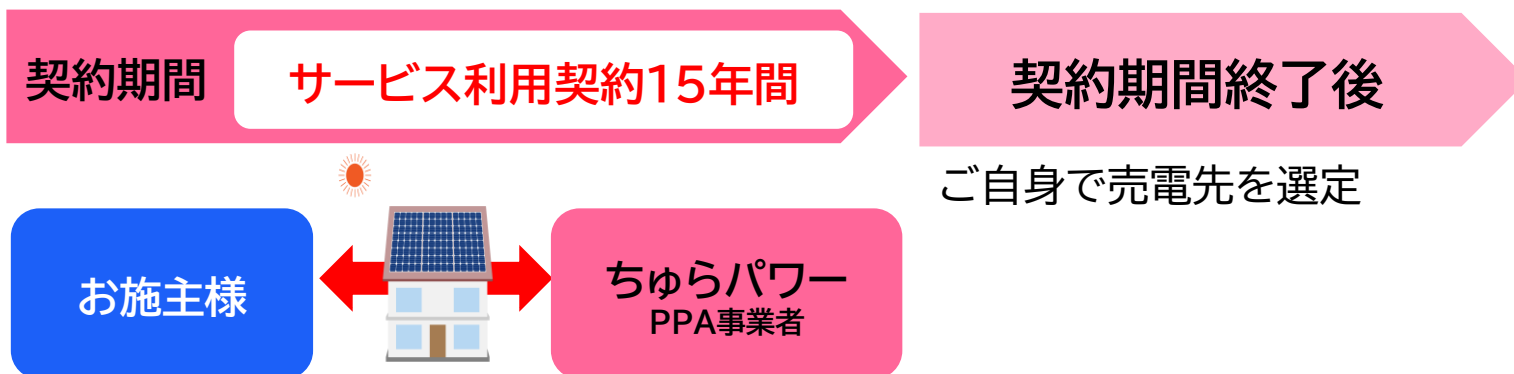 契約期間
サービス利用契約15年間
契約期間終了後
ご自身で売電先を選定
お施主様
ちゅらパワー
PPA事業者